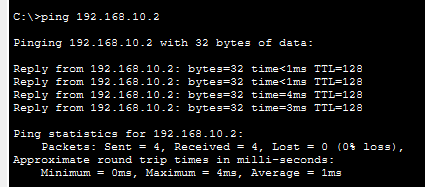 C:\>ping 192.168.10.2
Pinging 192.168.10.2 with 32 bytes of data:
Reply from 192.168.10.2: bytes=32 time<1ms TTL=128
Reply from 192.168.10.2: bytes=32 time<1ms TTL=128
Reply from 192.168.10.2: bytes=32 time=4ms TTL=128
Reply from 192.168.10.2: bytes=32 time=3ms TTL=128
Ping statistics for 192.168.10.2:
    Packets: Sent = 4, Received = 4, Lost = 0 (0% loss),
Approximate round trip times in milli-seconds:
    Minimum = 0ms, Maximum = 4ms, Average = 1ms